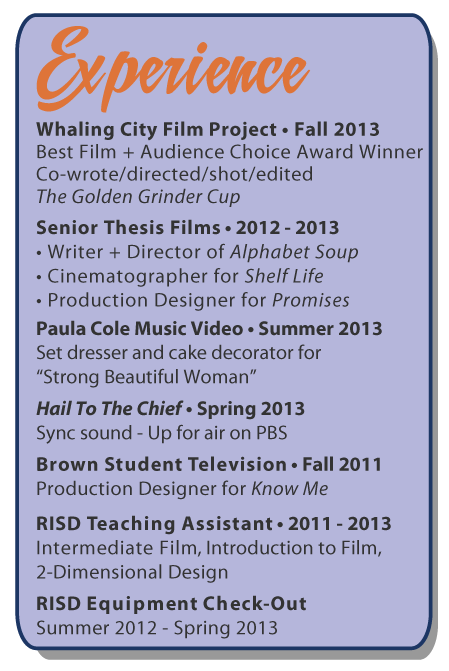 Experience
Whaling City Film Project • Fall 2013
Best Film + Audience Choice Award Winner
Co-wrote/directed/shot/edited
The Golden Grinder Cup
Senior Thesis Films • 2012 - 2013
• Writer + Director of Alphabet Soup
• Cinematographer for Shelf Life
• Production Designer for Promises
Paula Cole Music Video • Summer 2013
Set dresser and cake decorator for
“Strong Beautiful Woman”
Hail To The Chief • Spring 2013
Sync sound - Up for air on PBS
Brown Student Television • Fall 2011
Production Designer for Know Me
RISD Teaching Assistant • 2011 - 2013
Intermediate Film, Introduction to Film,
2-Dimensional Design
RISD Equipment Check-Out
Summer 2012 - Spring 2013